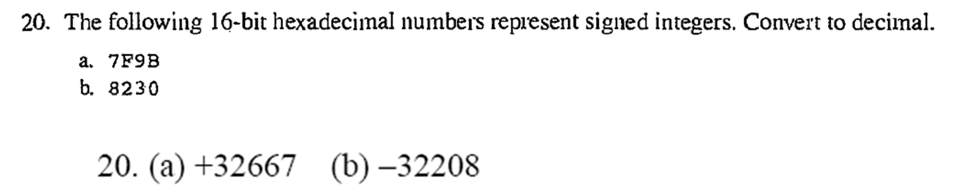 20. The following 16-bit hexadecimal numbers represent signed integers. Convert to decimal.
a. 7F9B
b. 8230
20. (a) +32667 (b) –32208